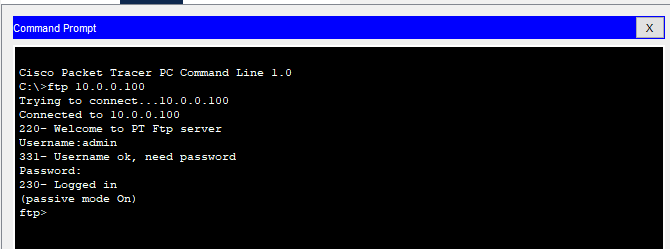 Command Prompt
X
Cisco Packet Tracer PC Command Line 1.0
C:\>ftp 10.0.0.100
Trying to connect...10.0.0.100
Connected to 10.0.0.100
220- Welcome to PT Ftp server
Username:admin
331- Username ok, need password
Password:
230- Logged in
(passive mode On)
ftp>